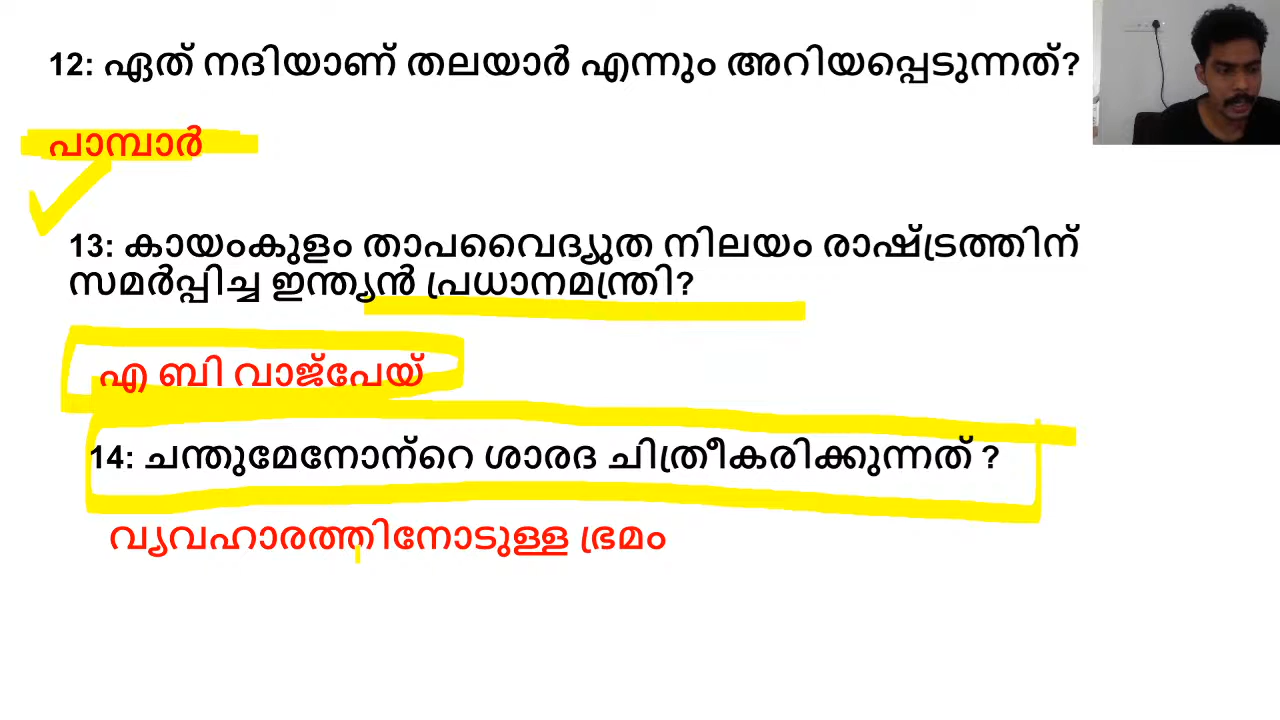 12: ഏത് നദിയാണ് തലയാർ എന്നും അറിയപ്പെടുന്നത്?
പാമ്പാർ
13: കായംകുളം താപവൈദ്യുത നിലയം രാഷ്ട്രത്തിന്
സമർപ്പിച്ച ഇന്ത്യൻ പ്രധാനമന്ത്രി?
എ ബി വാജ്പേയ്
14: ചന്തുമേനോന്റെ ശാരദ ചിത്രീകരിക്കുന്നത് ?
വ്യവഹാരത്തിനോടുള്ള ഭ്രമം